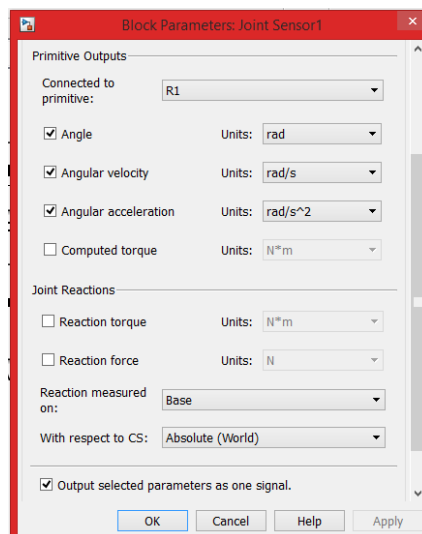 Block Parameters: Joint Sensor1
Primitive Outputs
Connected to primitive: R1
Angle Units: rad
Angular velocity Units: rad/s
Angular acceleration Units: rad/s^2
Computed torque Units: N*m
Joint Reactions
Reaction torque Units: N*m
Reaction force Units: N
Reaction measured on: Base
With respect to CS: Absolute (World)
Output selected parameters as one signal.
OK Cancel Help Apply